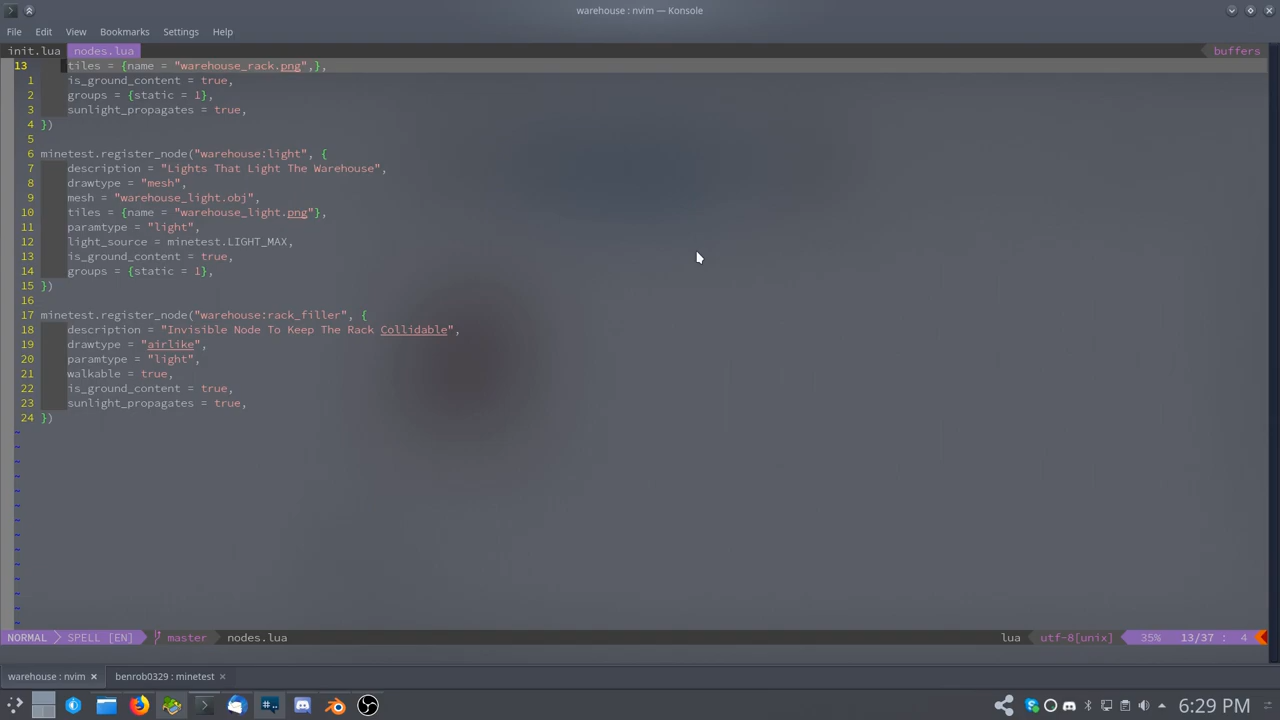 warehouse : nvim — Konsole
File Edit View Bookmarks Settings Help
init.lua nodes.lua buffers
13 tiles = {name = "warehouse_rack.png",},
1 is_ground_content = true,
2 groups = {static = 1},
3 sunlight_propagates = true,
4 })
5
6 minetest.register_node("warehouse:light", {
7 description = "Lights That Light The Warehouse",
8 drawtype = "mesh",
9 mesh = "warehouse_light.obj",
10 tiles = {name = "warehouse_light.png"},
11 paramtype = "light",
12 light_source = minetest.LIGHT_MAX,
13 is_ground_content = true,
14 groups = {static = 1},
15 })
16
17 minetest.register_node("warehouse:rack_filler", {
18 description = "Invisible Node To Keep The Rack Collidable",
19 drawtype = "airlike",
20 paramtype = "light",
21 walkable = true,
22 is_ground_content = true,
23 sunlight_propagates = true,
24 })
~
~
~
~
~
~
~
~
~
~
~
~
~
~
NORMAL SPELL [EN] master nodes.lua lua utf-8[unix] 35% 13/37 : 4
warehouse : nvim benrob0329 : minetest
6:29 PM